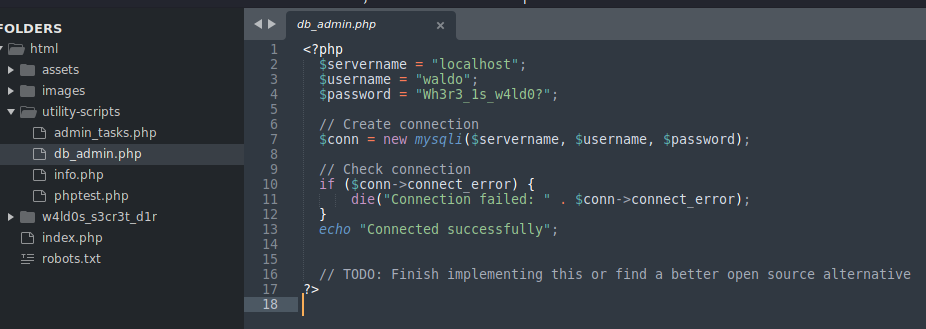 FOLDERS
html
assets
images
utility-scripts
admin_tasks.php
db_admin.php
info.php
phptest.php
w4ld0s_s3cr3t_d1r
index.php
robots.txt
db_admin.php ×
1 <?php
2 $servername = "localhost";
3 $username = "waldo";
4 $password = "Wh3r3_1s_w4ld0?";
5
6 // Create connection
7 $conn = new mysqli($servername, $username, $password);
8
9 // Check connection
10 if ($conn->connect_error) {
11 die("Connection failed: " . $conn->connect_error);
12 }
13 echo "Connected successfully";
14
15
16 // TODO: Finish implementing this or find a better open source alternative
17 ?>
18